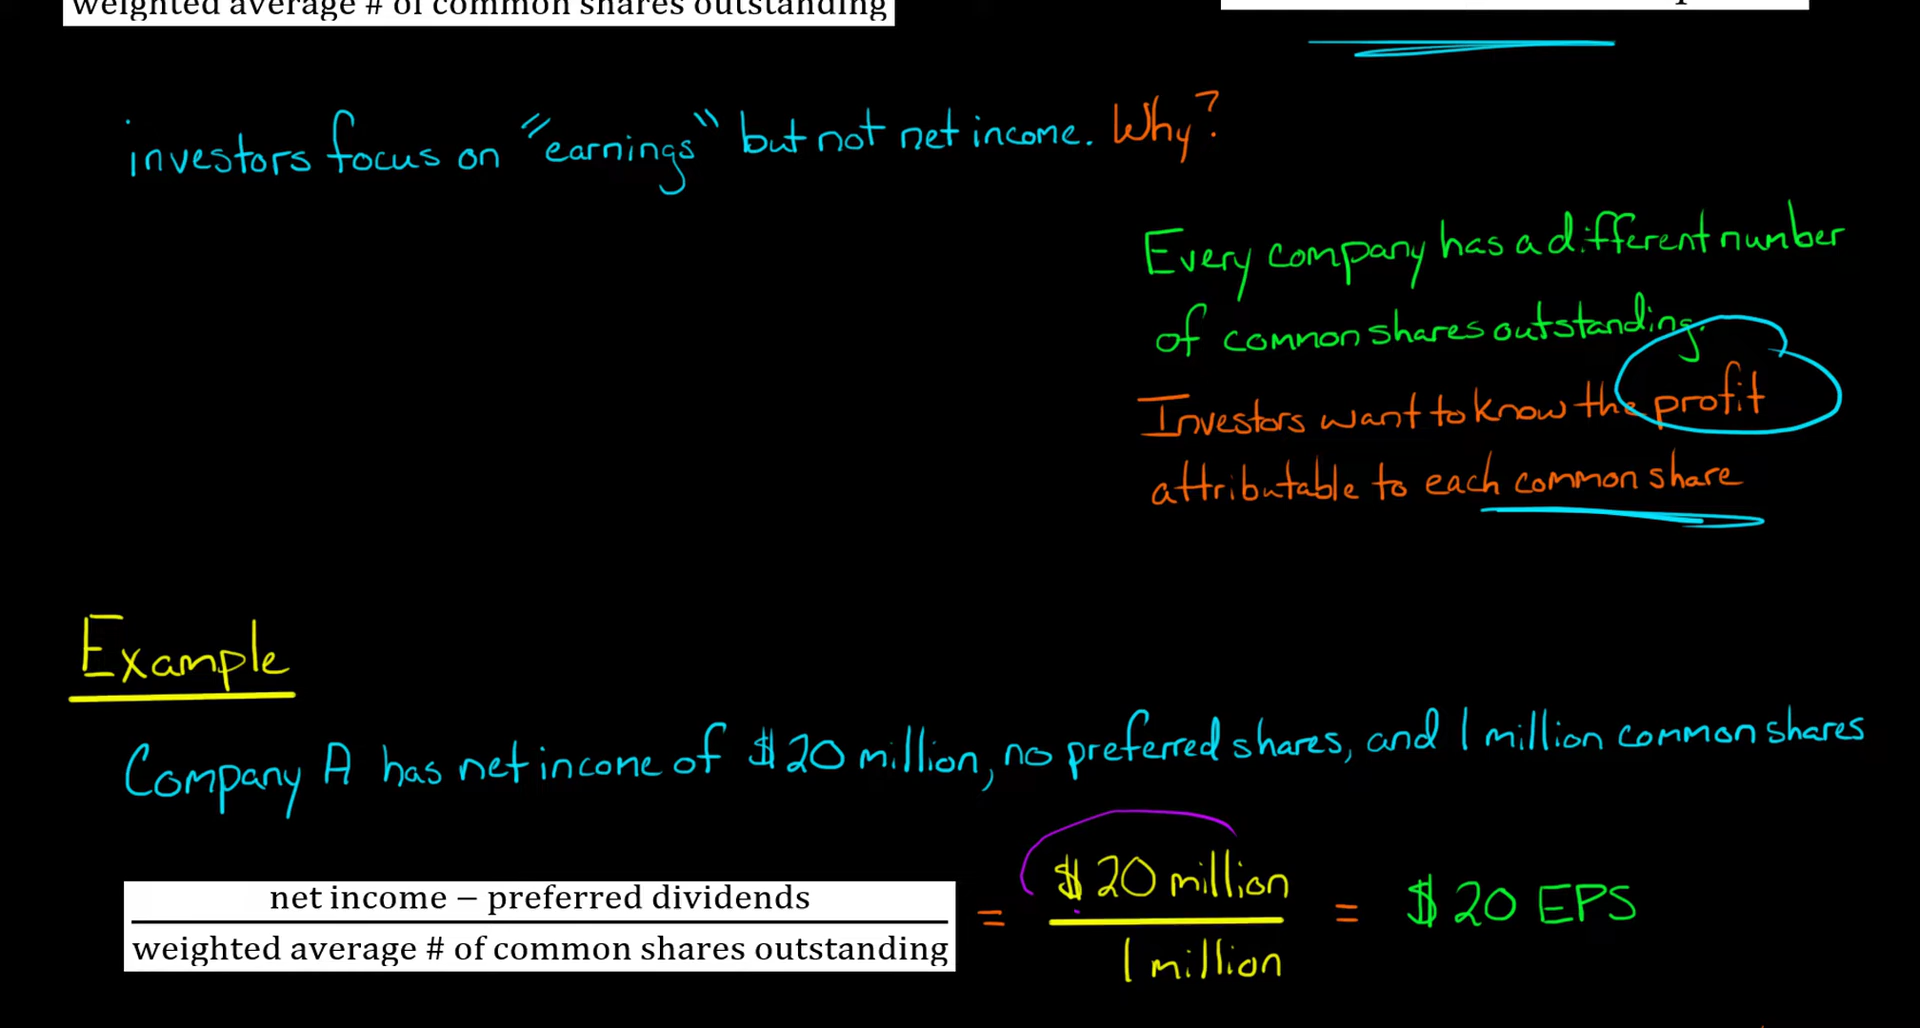 weighted average # of common shares outstanding
investors focus on "earnings" but not net income. Why?
Every company has a different number
of common shares outstanding.
Investors want to know the profit
attributable to each common share
Example
Company A has net income of $20 million, no preferred shares, and 1 million common shares
net income − preferred dividends
weighted average # of common shares outstanding
=
$20 million
1 million
= $20 EPS